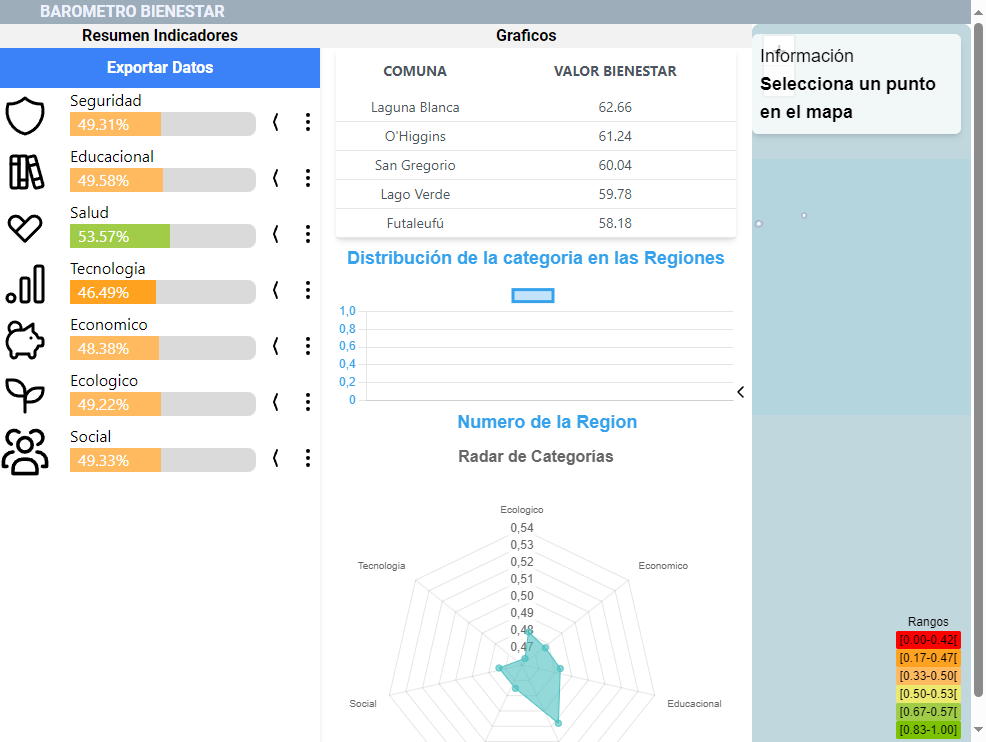 BAROMETRO BIENESTAR
Resumen Indicadores
Exportar Datos
Seguridad
49.31%
Educacional
49.58%
Salud
53.57%
Tecnologia
46.49%
Economico
48.38%
Ecologico
49.22%
Social
49.33%
Graficos
COMUNA VALOR BIENESTAR
Laguna Blanca 62.66
O'Higgins 61.24
San Gregorio 60.04
Lago Verde 59.78
Futaleufú 58.18
Distribución de la categoria en las Regiones
1,0
0,8
0,6
0,4
0,2
0
Numero de la Region
Radar de Categorías
Ecologico
0,54
0,53
0,52
0,51
0,50
0,49
0,48
0,47
Tecnologia
Economico
Social
Educacional
Información
Selecciona un punto
en el mapa
Rangos
[0.00-0.42[
[0.17-0.47[
[0.33-0.50[
[0.50-0.53[
[0.67-0.57[
[0.83-1.00]